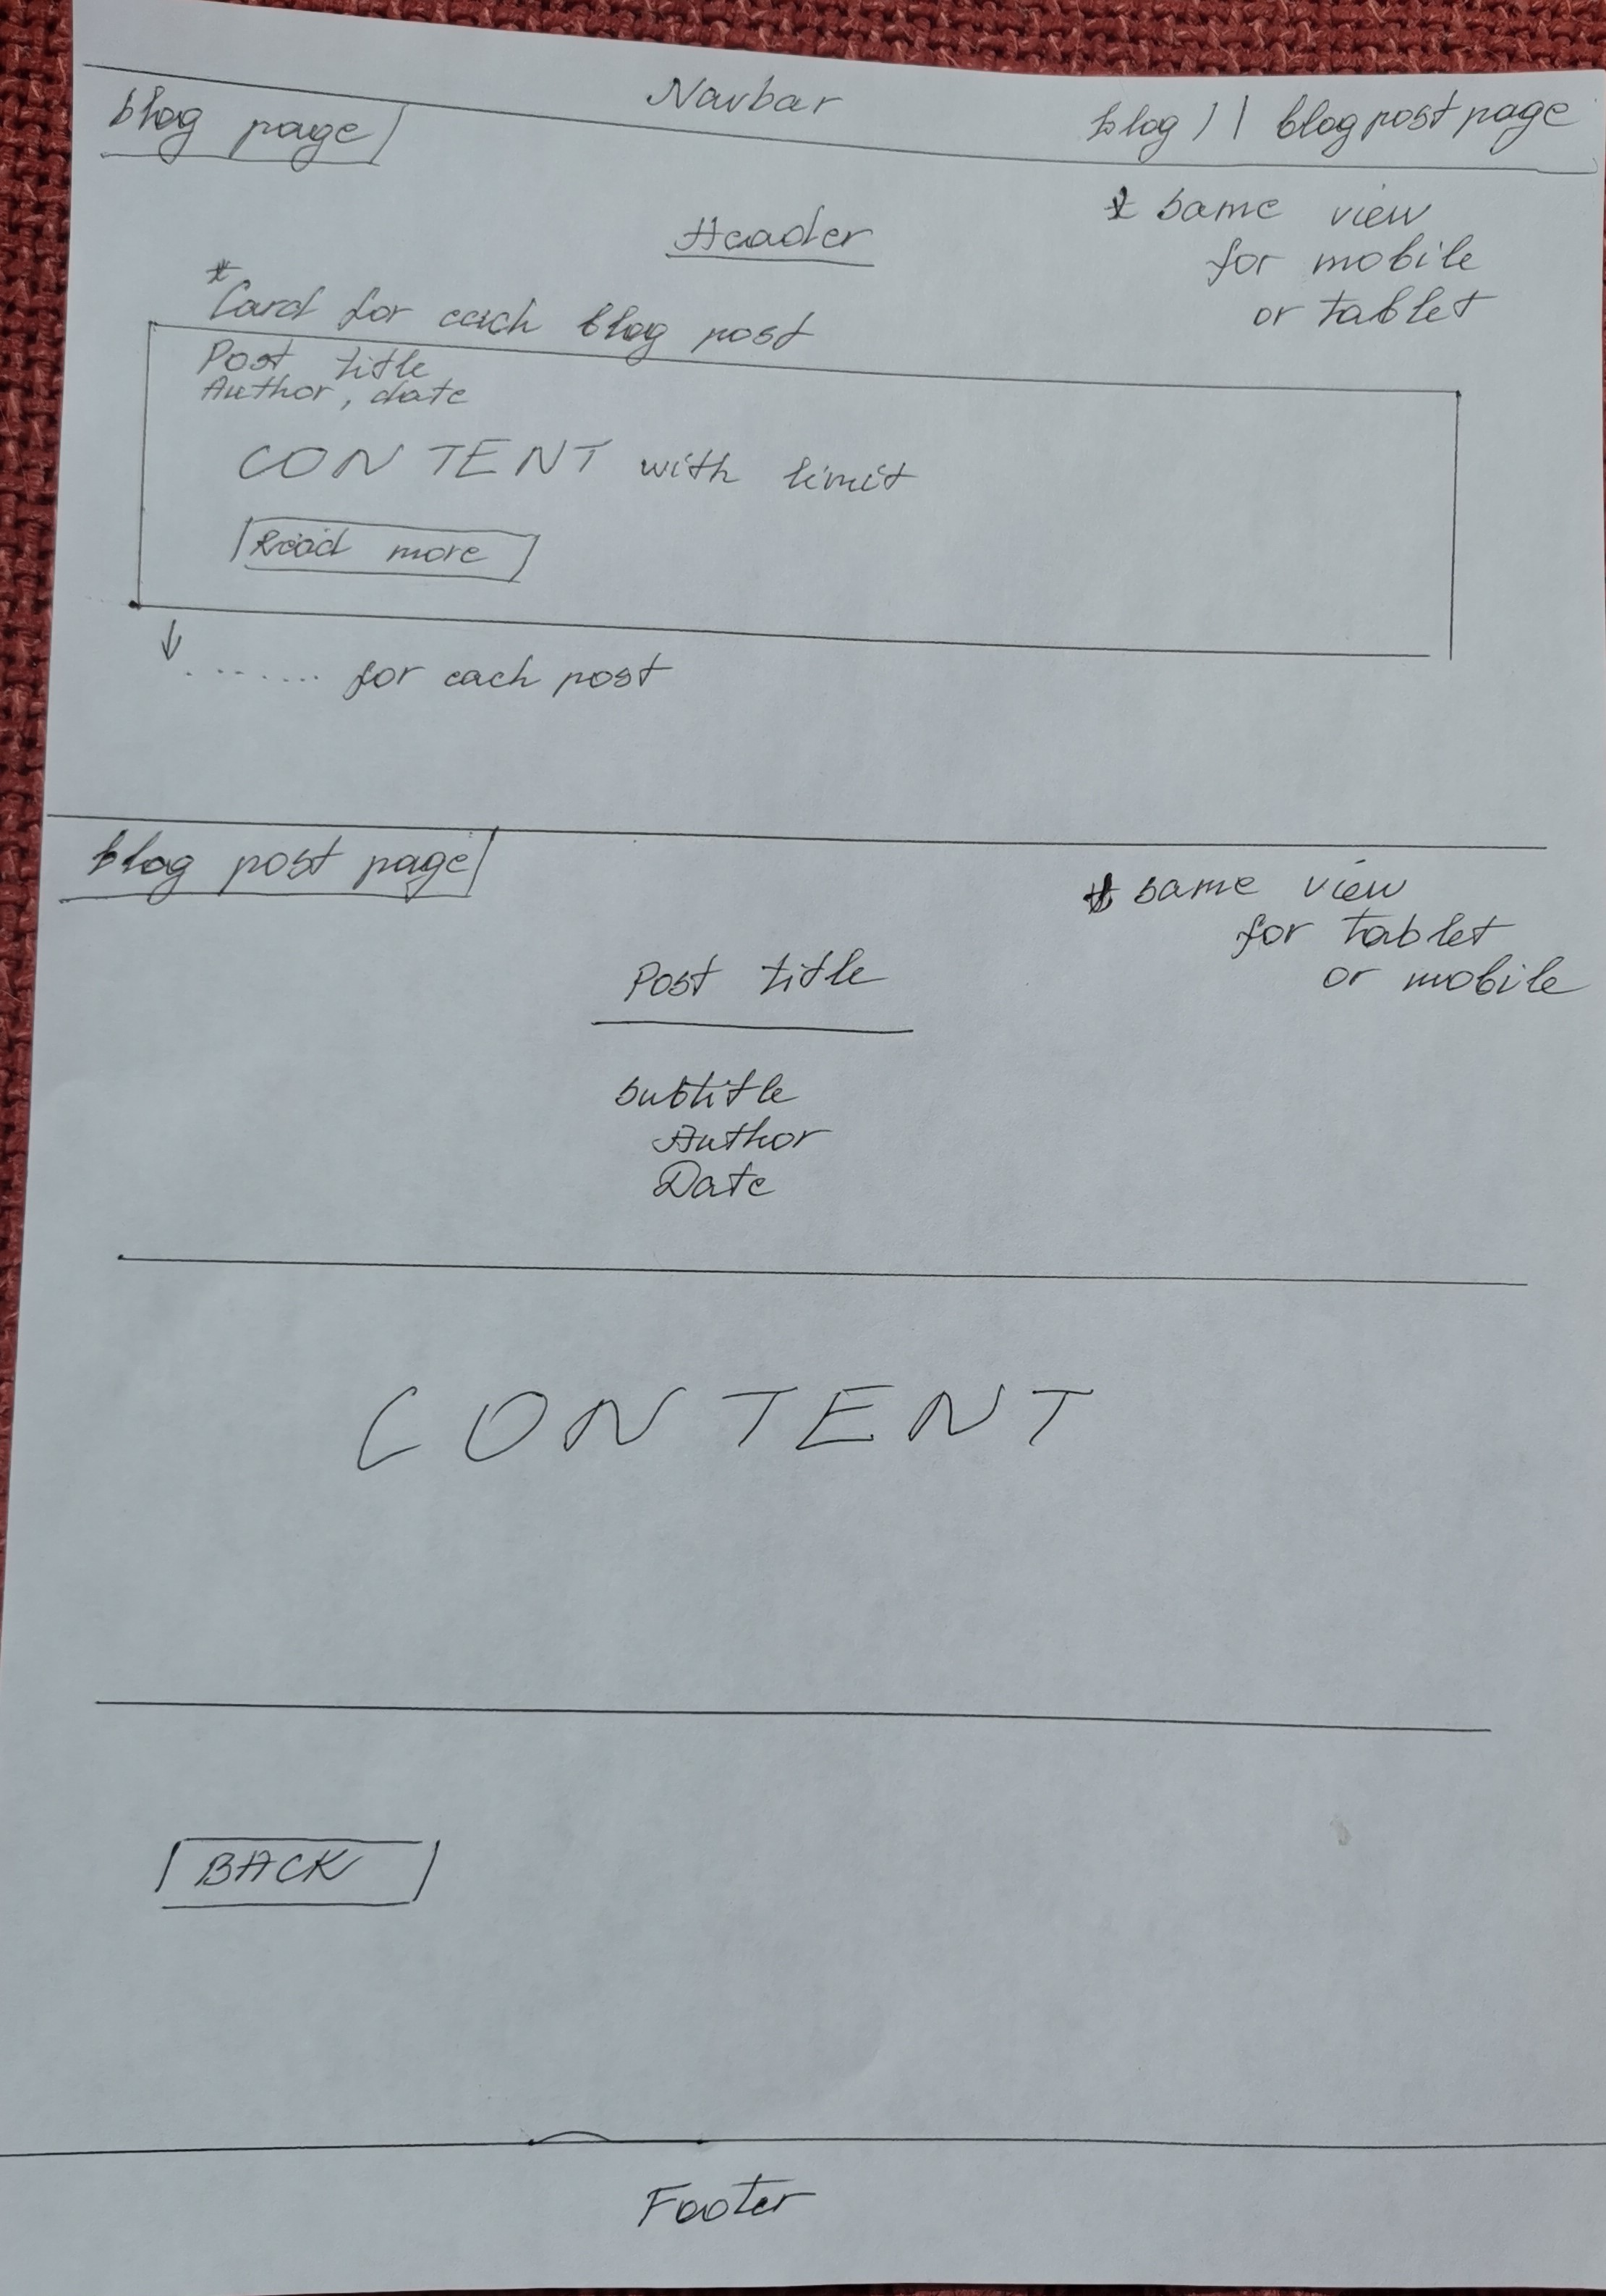 Navbar
blog page
blog | | blog post page
Header
* same view
for mobile
or tablet
* Card for each blog post
Post title
Author, date
CONTENT with limit
Read more
↓ ....... for each post
blog post page
* same view
for tablet
or mobile
Post title
subtitle
Author
Date
CONTENT
BACK
Footer